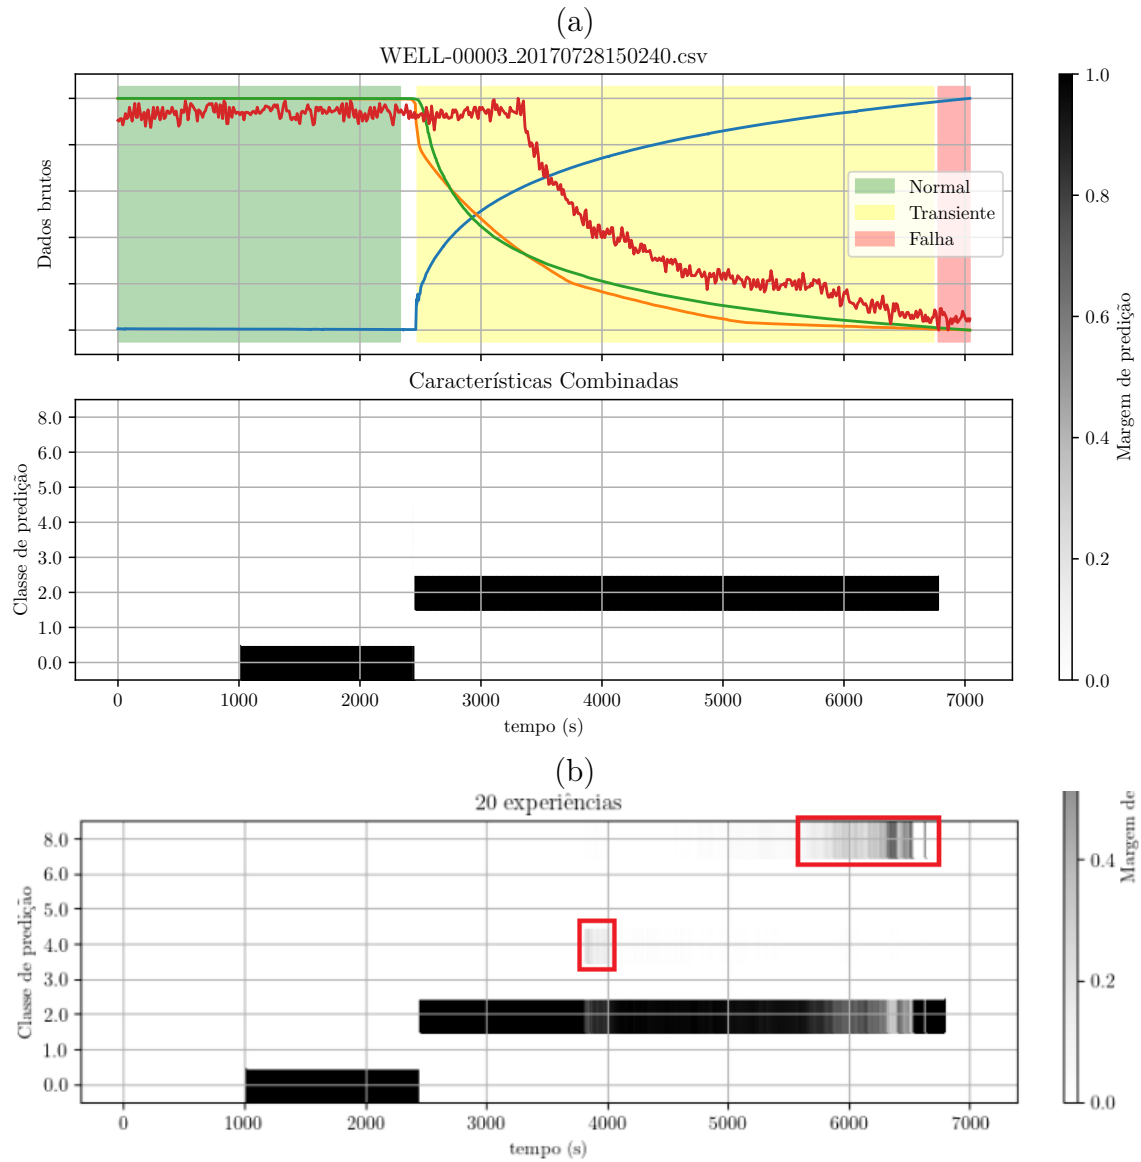 (a)
WELL-00003_20170728150240.csv
Dados brutos
Normal
Transiente
Falha
Características Combinadas
Classe de predição
8.0
6.0
5.0
4.0
3.0
2.0
1.0
0.0
0 1000 2000 3000 4000 5000 6000 7000
tempo (s)
1.0
0.8
0.6
0.4
0.2
0.0
Margem de predição
(b)
20 experiências
Classe de predição
8.0
6.0
5.0
4.0
3.0
2.0
1.0
0.0
0 1000 2000 3000 4000 5000 6000 7000
tempo (s)
0.4
0.2
0.0
Margem de